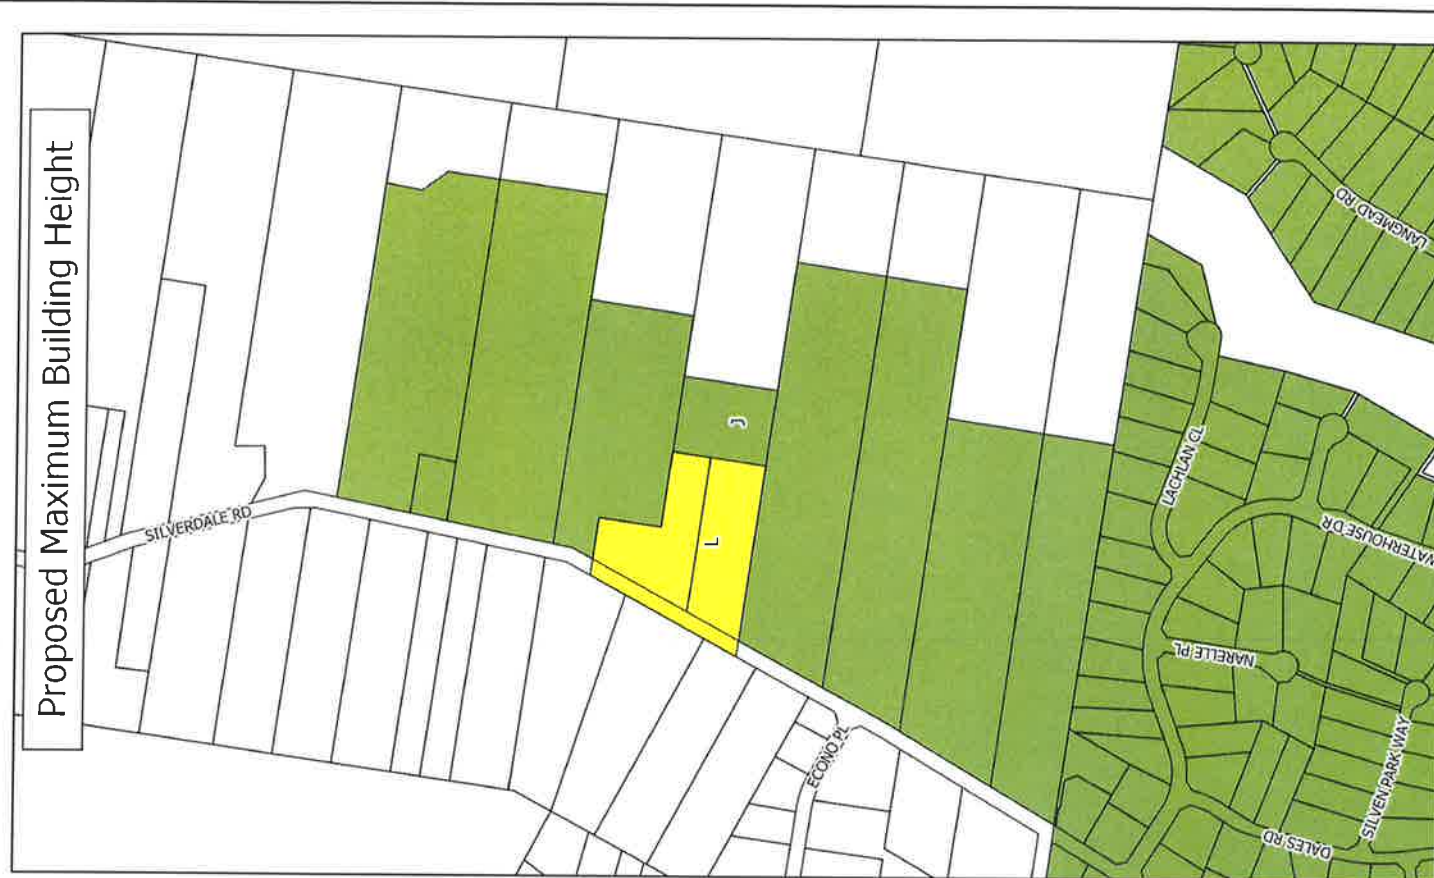 Proposed Maximum Building Height
LANGMEAD RD
J
SILVERDALE RD
L
LACHLAN CL
WATERHOUSE DR
NARELLE PL
ECONO PL
SILVEN PARK WAY
DALES RD